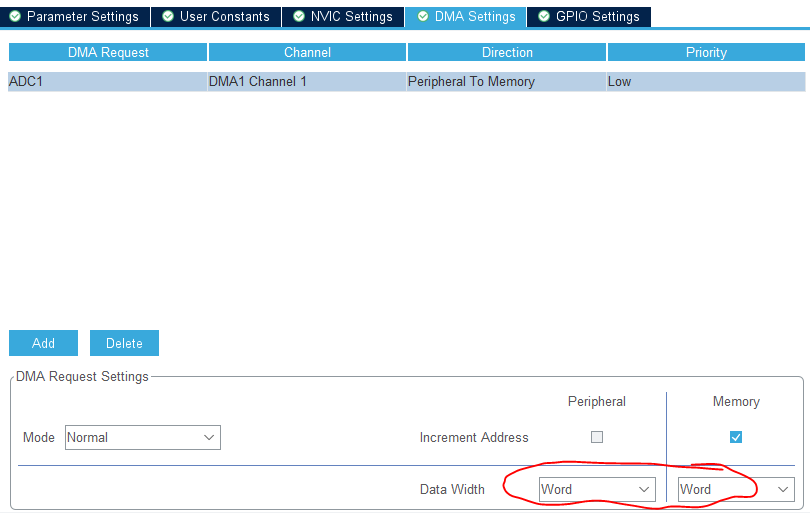 Parameter Settings User Constants NVIC Settings DMA Settings GPIO Settings
DMA Request Channel Direction Priority
ADC1 DMA1 Channel 1 Peripheral To Memory Low
Add Delete
DMA Request Settings
Peripheral Memory
Mode Normal Increment Address
Data Width Word Word